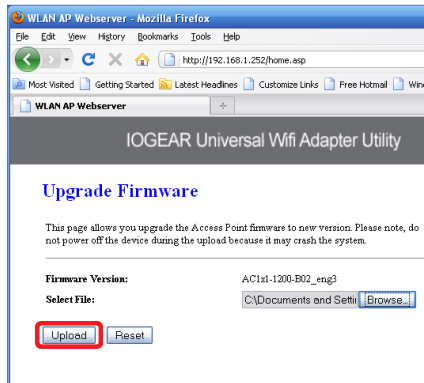 WLAN AP Webserver - Mozilla Firefox
File Edit View History Bookmarks Tools Help
http://192.168.1.252/home.asp
Most Visited Getting Started Latest Headlines Customize Links Free Hotmail
WLAN AP Webserver
IOGEAR Universal Wifi Adapter Utility
Upgrade Firmware
This page allows you upgrade the Access Point firmware to new version. Please note, do
not power off the device during the upload because it may crash the system.
Firmware Version: AC1x1-1200-B02_eng3
Select File: C:\Documents and Settin Browse...
Upload Reset